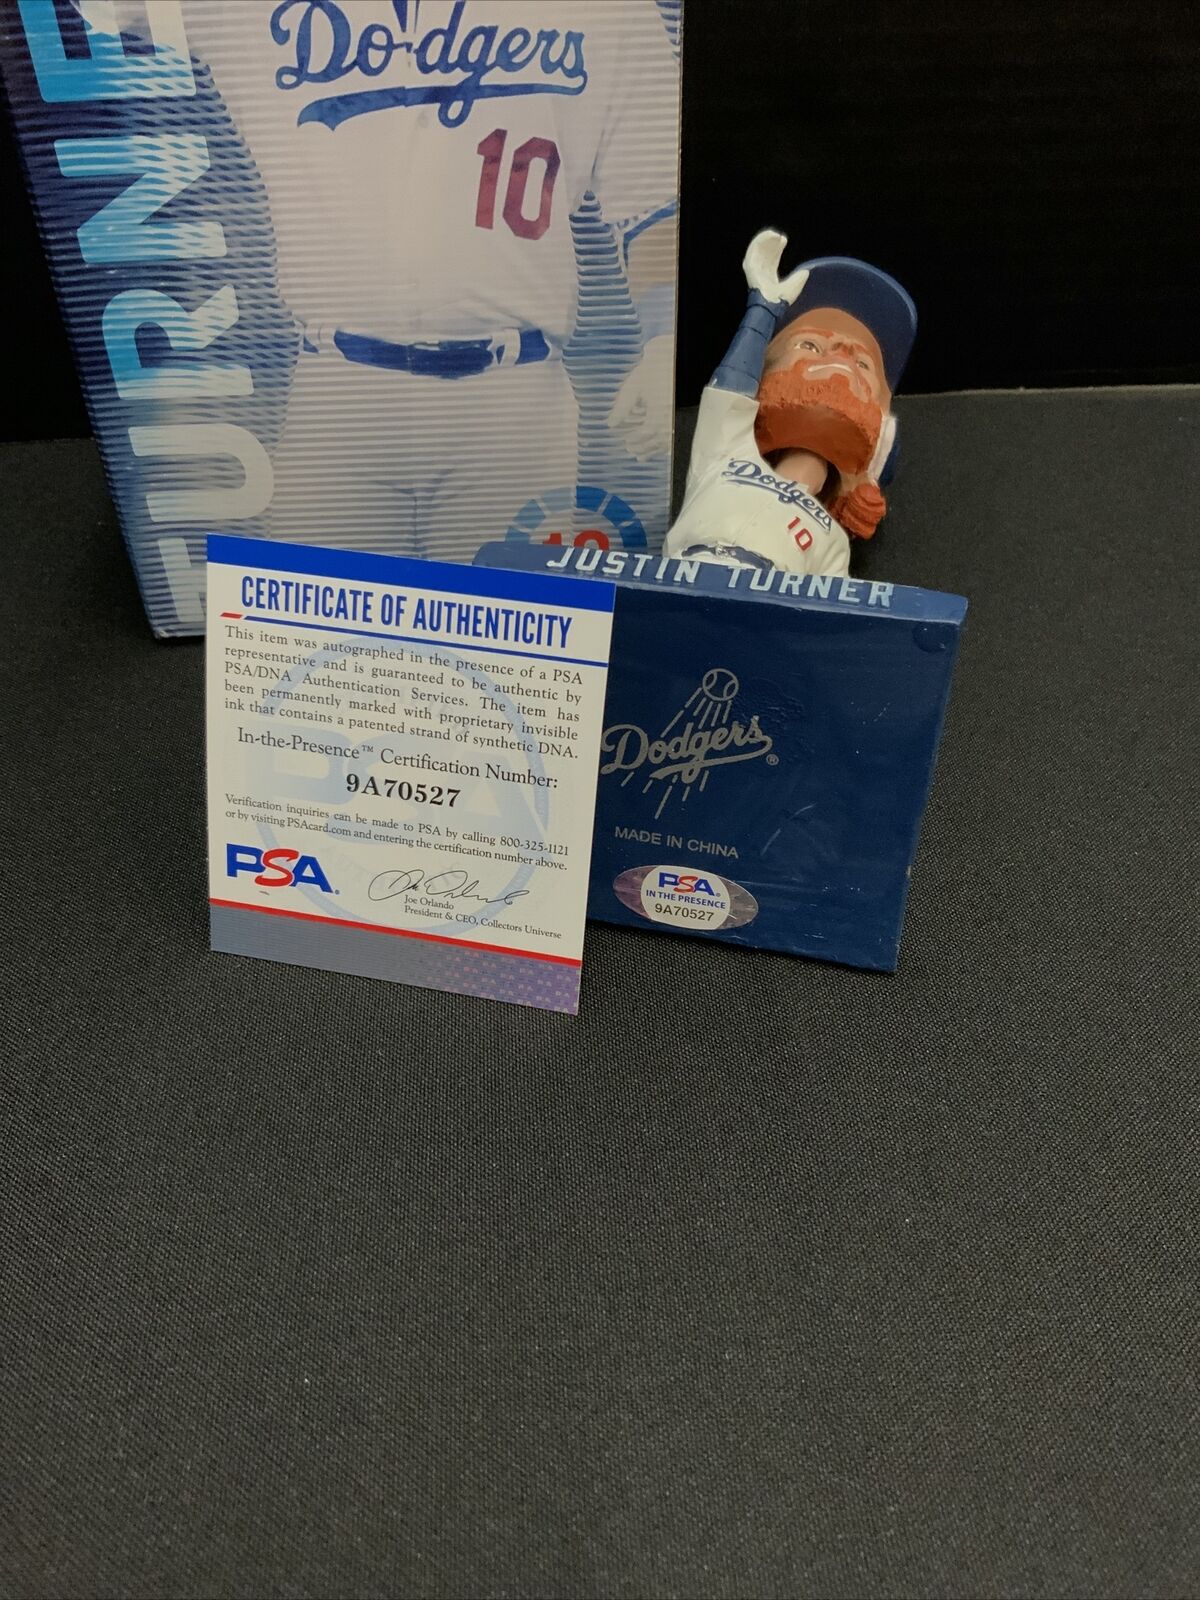 Dodgers
10
TURNE
10
Dodgers
10
JUSTIN TURNER
CERTIFICATE OF AUTHENTICITY
This item was autographed in the presence of a PSA
representative and is guaranteed to be authentic by
PSA/DNA Authentication Services. The item has
been permanently marked with proprietary invisible
ink that contains a patented strand of synthetic DNA.
In-the-Presence™ Certification Number:
9A70527
Verification inquiries can be made to PSA by calling 800-325-1121
or by visiting PSAcard.com and entering the certification number above.
PSA®
Joe Orlando
President & CEO, Collectors Universe
Dodgers®
MADE IN CHINA
PSA®
IN THE PRESENCE
9A70527